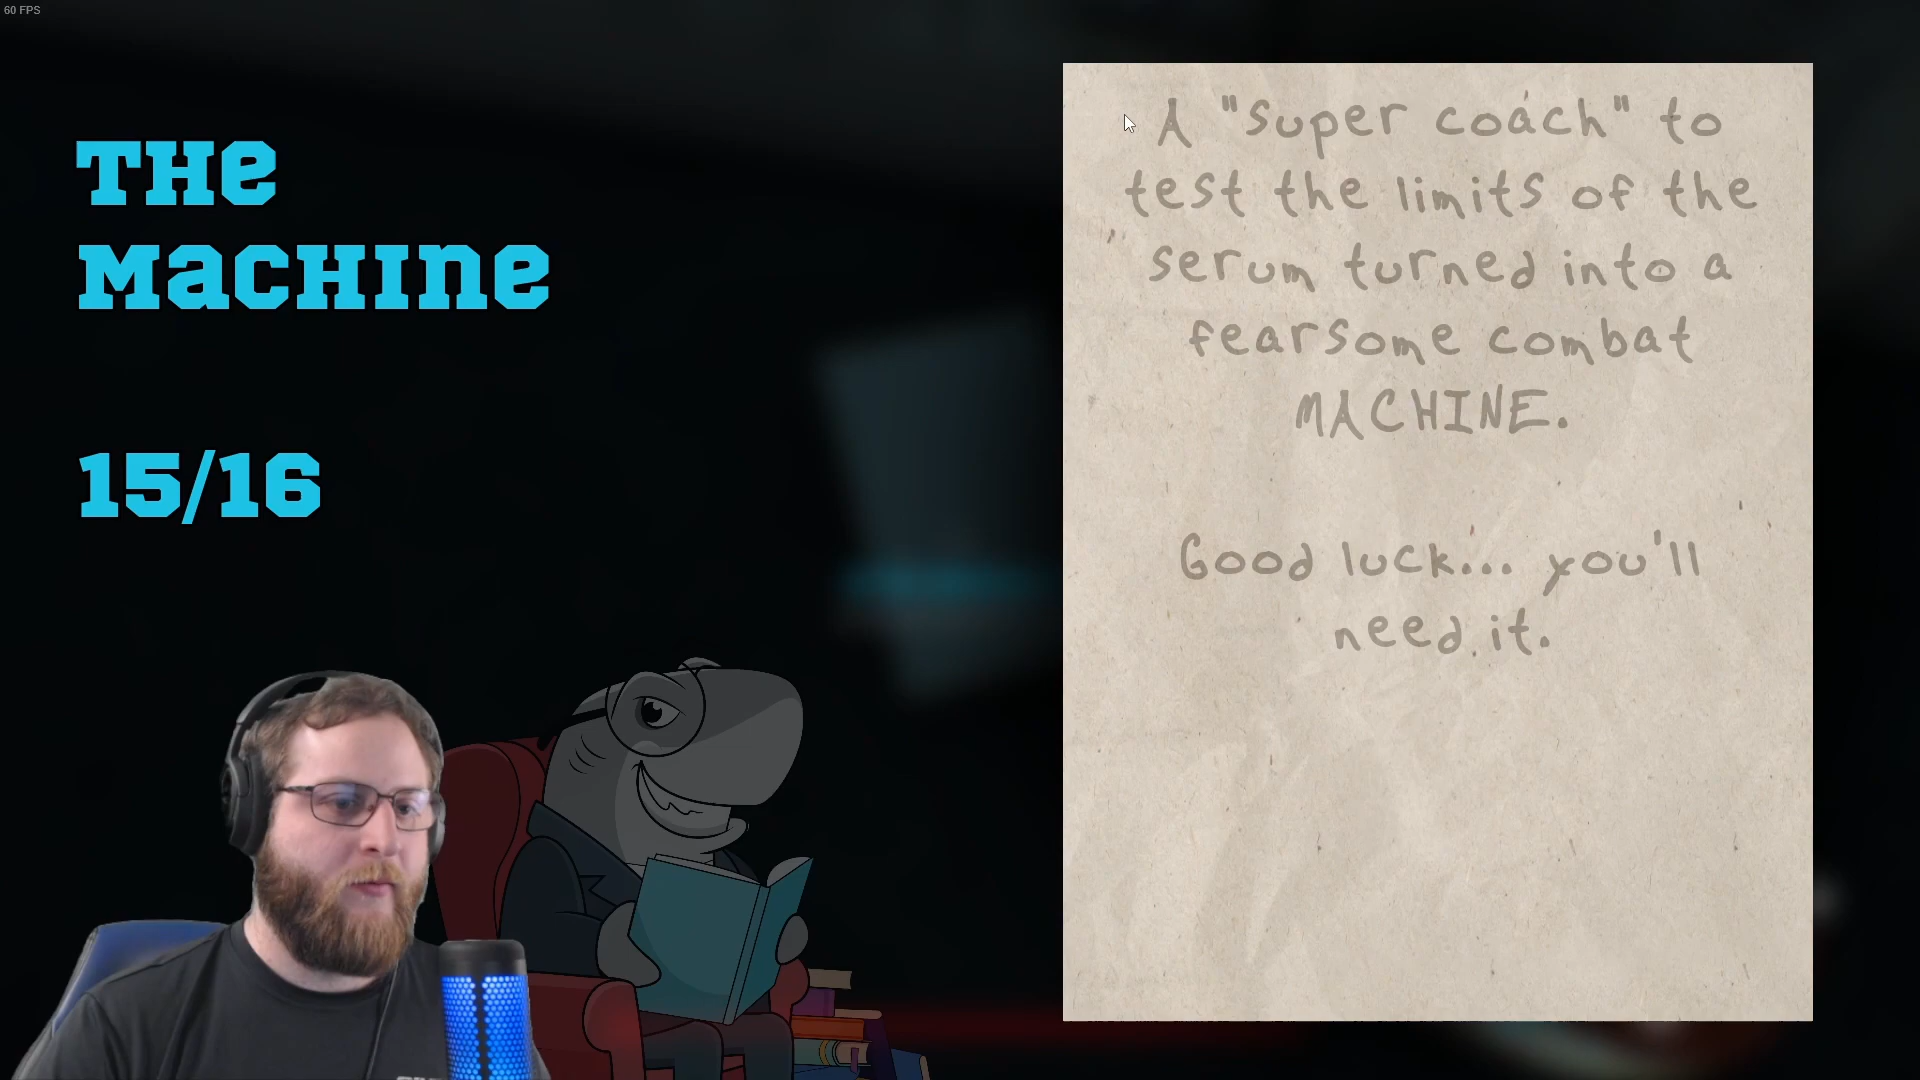 60 FPS
THE
MACHINE
15/16
A "super coach" to
test the limits of the
serum turned into a
fearsome combat
MACHINE.
Good luck... you'll
need it.